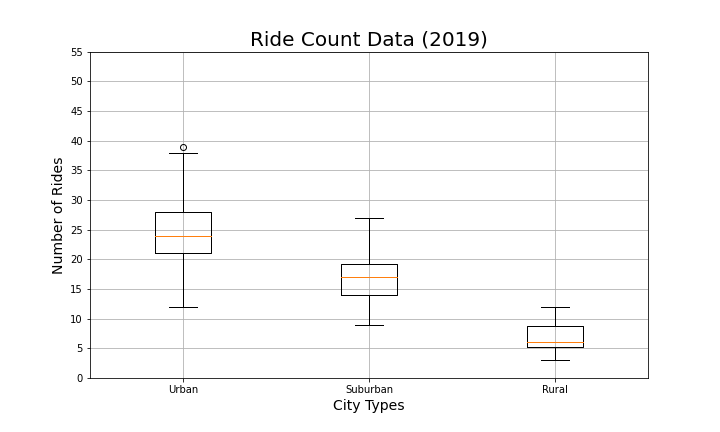 Ride Count Data (2019)
55
50
45
40
35
30
25
20
15
10
5
0
Number of Rides
Urban
Suburban
Rural
City Types